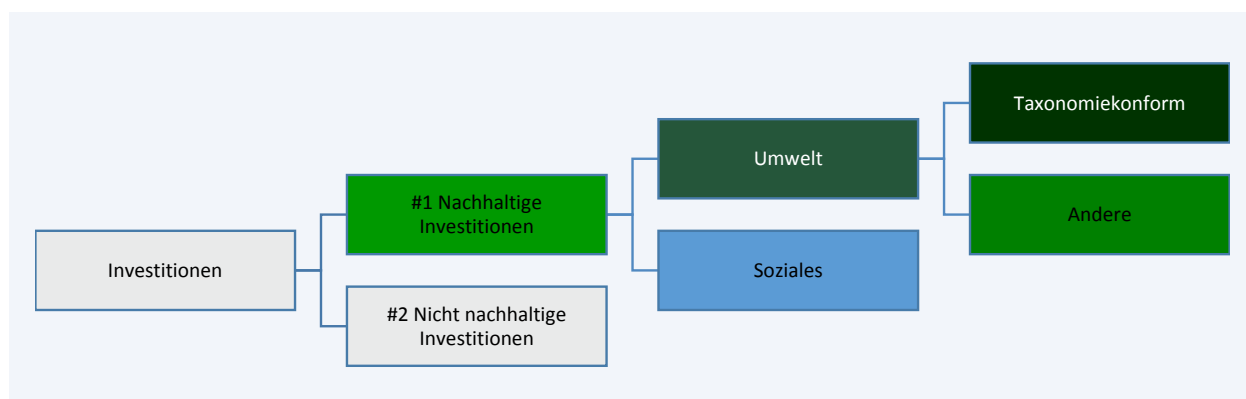 Taxonomiekonform
Umwelt
#1 Nachhaltige
Investitionen
Andere
Investitionen
Soziales
#2 Nicht nachhaltige
Investitionen